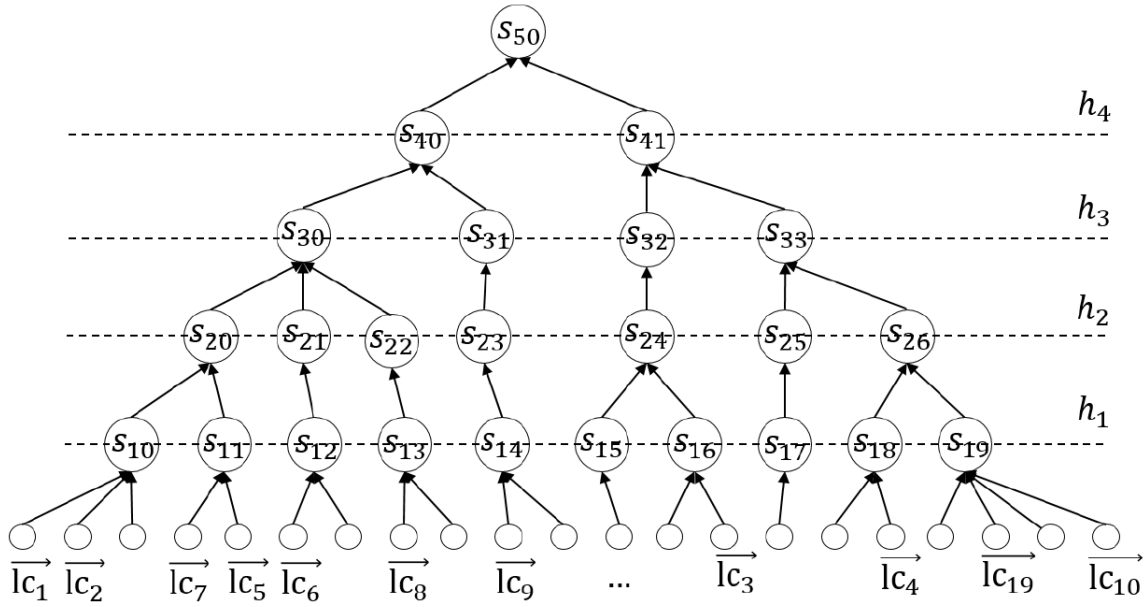 s₅₀
h₄
s₄₀ s₄₁
h₃
s₃₀ s₃₁ s₃₂ s₃₃
h₂
s₂₀ s₂₁ s₂₂ s₂₃ s₂₄ s₂₅ s₂₆
h₁
s₁₀ s₁₁ s₁₂ s₁₃ s₁₄ s₁₅ s₁₆ s₁₇ s₁₈ s₁₉
lc₁ lc₂ lc₇ lc₅ lc₆ lc₈ lc₉ ... lc₃ lc₄ lc₁₉ lc₁₀